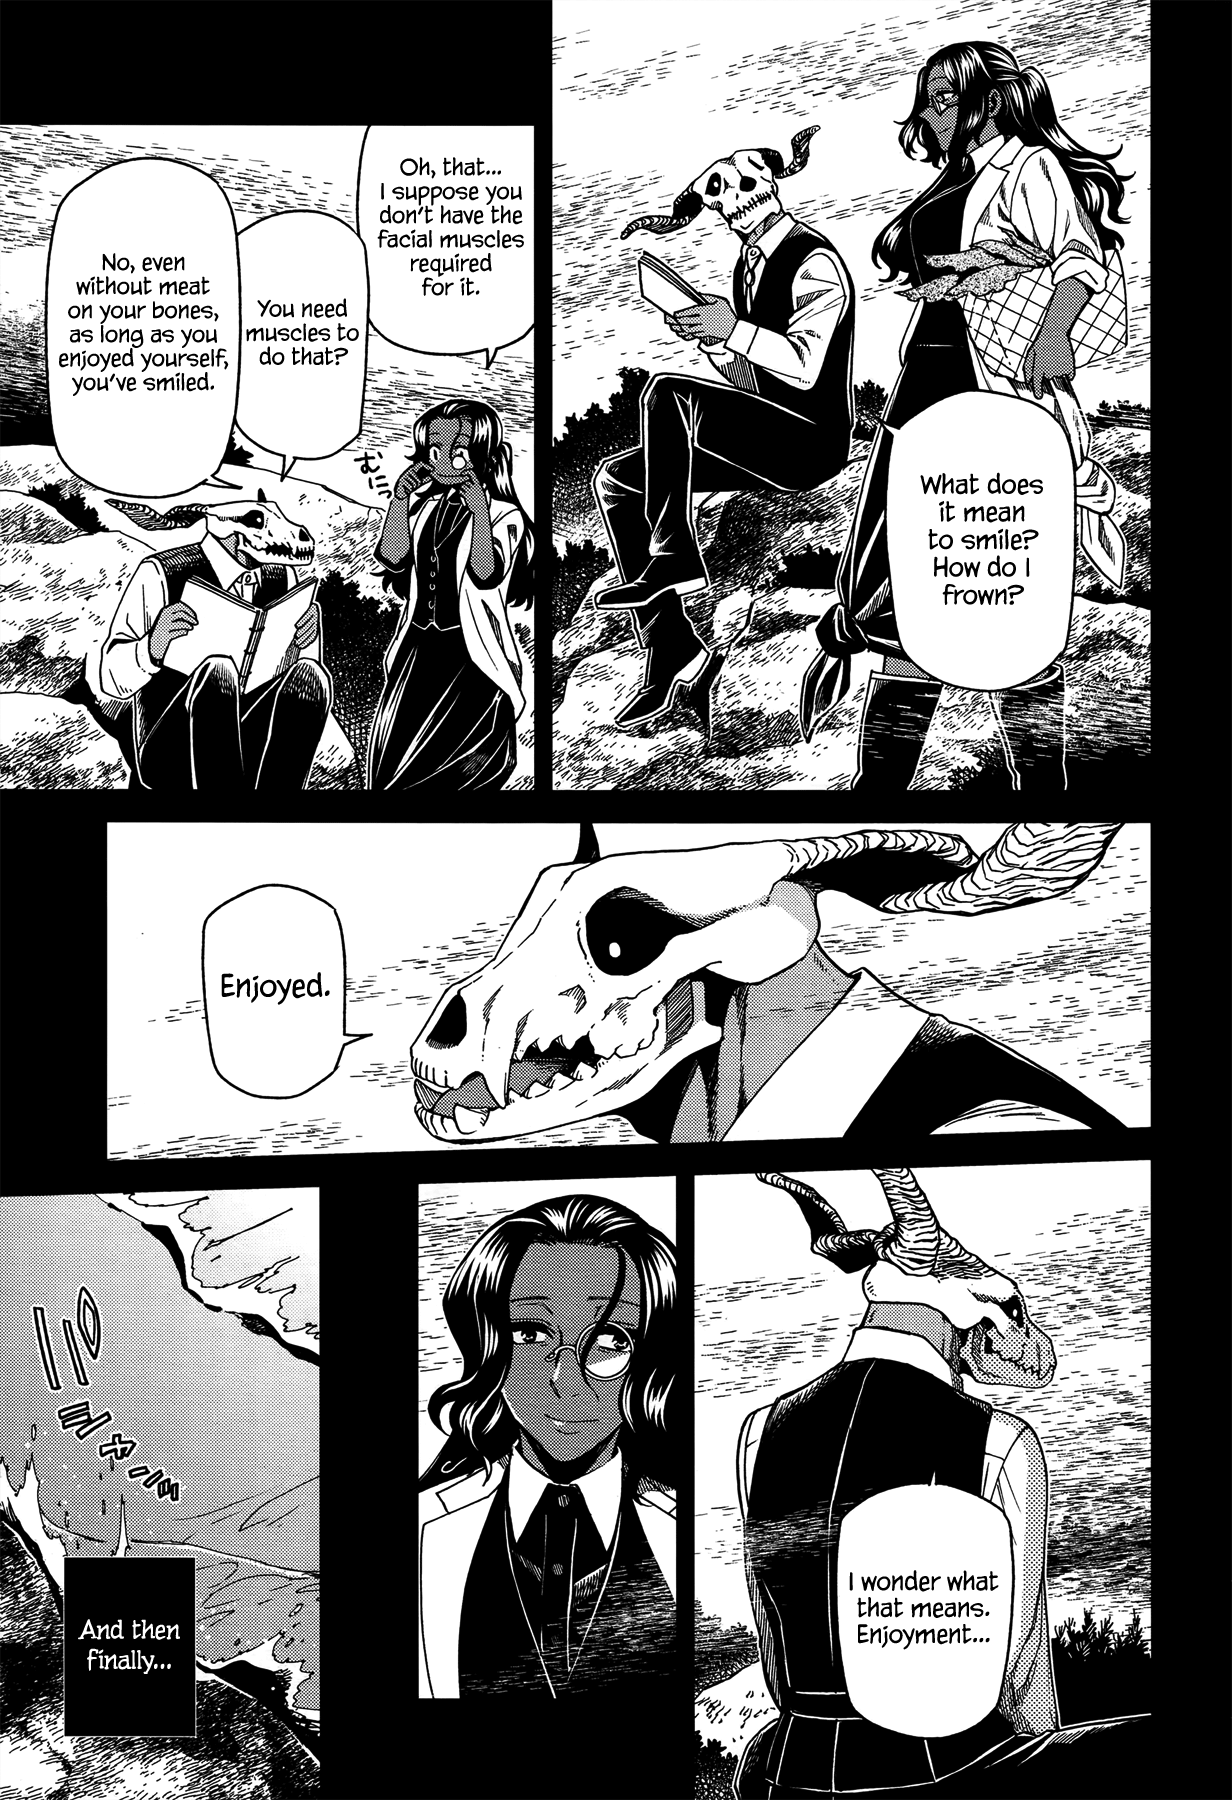 What does
it mean
to smile?
How do I
frown?
Oh, that...
I suppose you
don't have the
facial muscles
required
for it.
You need
muscles to
do that?
No, even
without meat
on your bones,
as long as you
enjoyed yourself,
you've smiled.
むにっ
Enjoyed.
I wonder what
that means.
Enjoyment...
And then
finally...